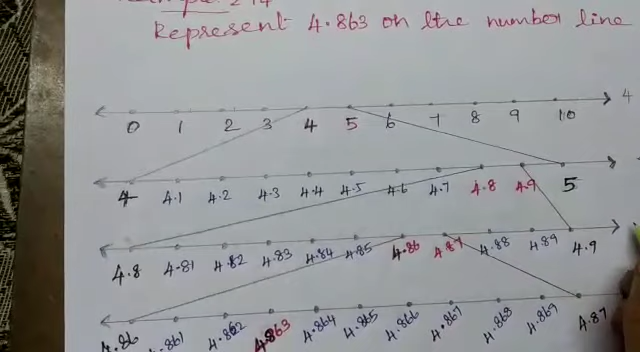 Represent 4.863 on the number line
4
0 1 2 3 4 5 6 7 8 9 10
4 4.1 4.2 4.3 4.4 4.5 4.6 4.7 4.8 4.9 5
4.8 4.81 4.82 4.83 4.84 4.85 4.86 4.87 4.88 4.89 4.9
4.86 4.861 4.862 4.863 4.864 4.865 4.866 4.867 4.868 4.869 4.87